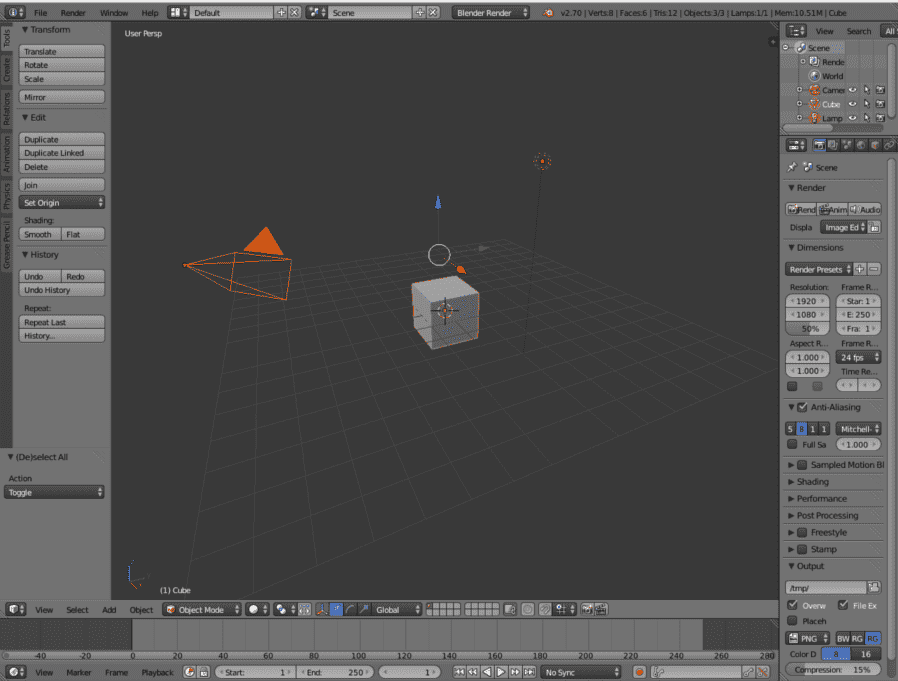 File Render Window Help Default Scene Blender Render v2.70 | Verts:8 | Faces:6 | Tris:12 | Objects:3/3 | Lamps:1/1 | Mem:10.51M | Cube
Tools
Create
Relations
Animation
Physics
Grease Pencil
Transform
Translate
Rotate
Scale
Mirror
Edit
Duplicate
Duplicate Linked
Delete
Join
Set Origin
Shading:
Smooth Flat
History
Undo Redo
Undo History
Repeat:
Repeat Last
History...
(De)select All
Action
Toggle
User Persp
(1) Cube
View Select Add Object Object Mode Global
-40 -20 0 20 40 60 80 100 120 140 160 180 200 220 240 260 280
View Marker Frame Playback Start: 1 End: 250 1 No Sync
View Search All
Scene
Rende
World
Camer
Cube
Lamp
Scene
Render
Rend Anim Audio
Displa Image Ed
Dimensions
Render Presets
Resolution: Frame R...
1920 Star: 1
1080 E: 250
50% Fra: 1
Aspect R... Frame R...
1.000 24 fps
1.000 Time Re...
Anti-Aliasing
5 8 1 1 Mitchell-
Full Sa 1.000
Sampled Motion Bl
Shading
Performance
Post Processing
Freestyle
Stamp
Output
/tmp/
Overw File Ex
Placeh
PNG BW RG RG
Color D 8 16
Compression: 15%